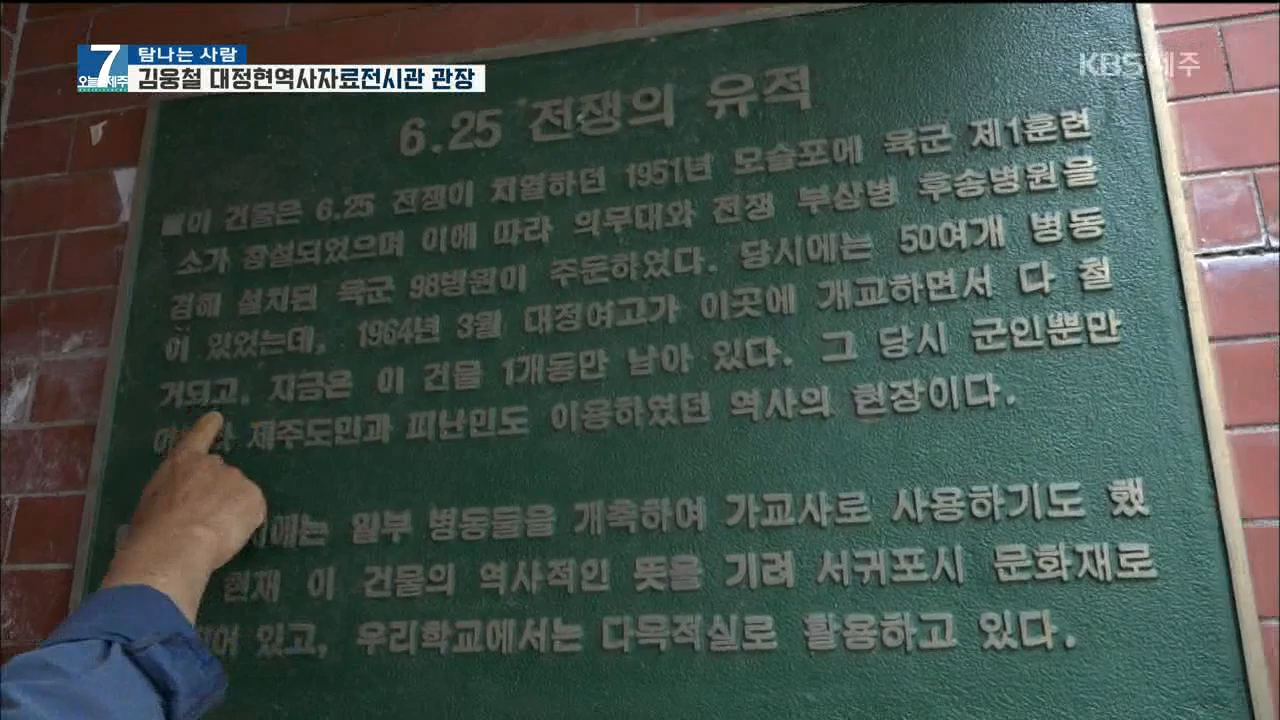 7
오늘제주
탐나는 사람
김웅철 대정현역사자료전시관 관장
KBS제주
6.25 전쟁의 유적
이 건물은 6.25 전쟁이 치열하던 1951년 모슬포에 육군 제1훈련
소가 창설되었으며 이에 따라 의무대와 전쟁 부상병 후송병원을
겸해 설치된 육군 98병원이 주둔하였다. 당시에는 50여개 병동
이 있었는데, 1964년 3월 대정여고가 이곳에 개교하면서 다 철
거되고, 지금은 이 건물 1개동만 남아 있다. 그 당시 군인뿐만
제주도민과 피난민도 이용하였던 역사의 현장이다.
일부 병동들을 개축하여 가교사로 사용하기도 했
현재 이 건물의 역사적인 뜻을 기려 서귀포시 문화재로
있고, 우리학교에서는 다목적실로 활용하고 있다.